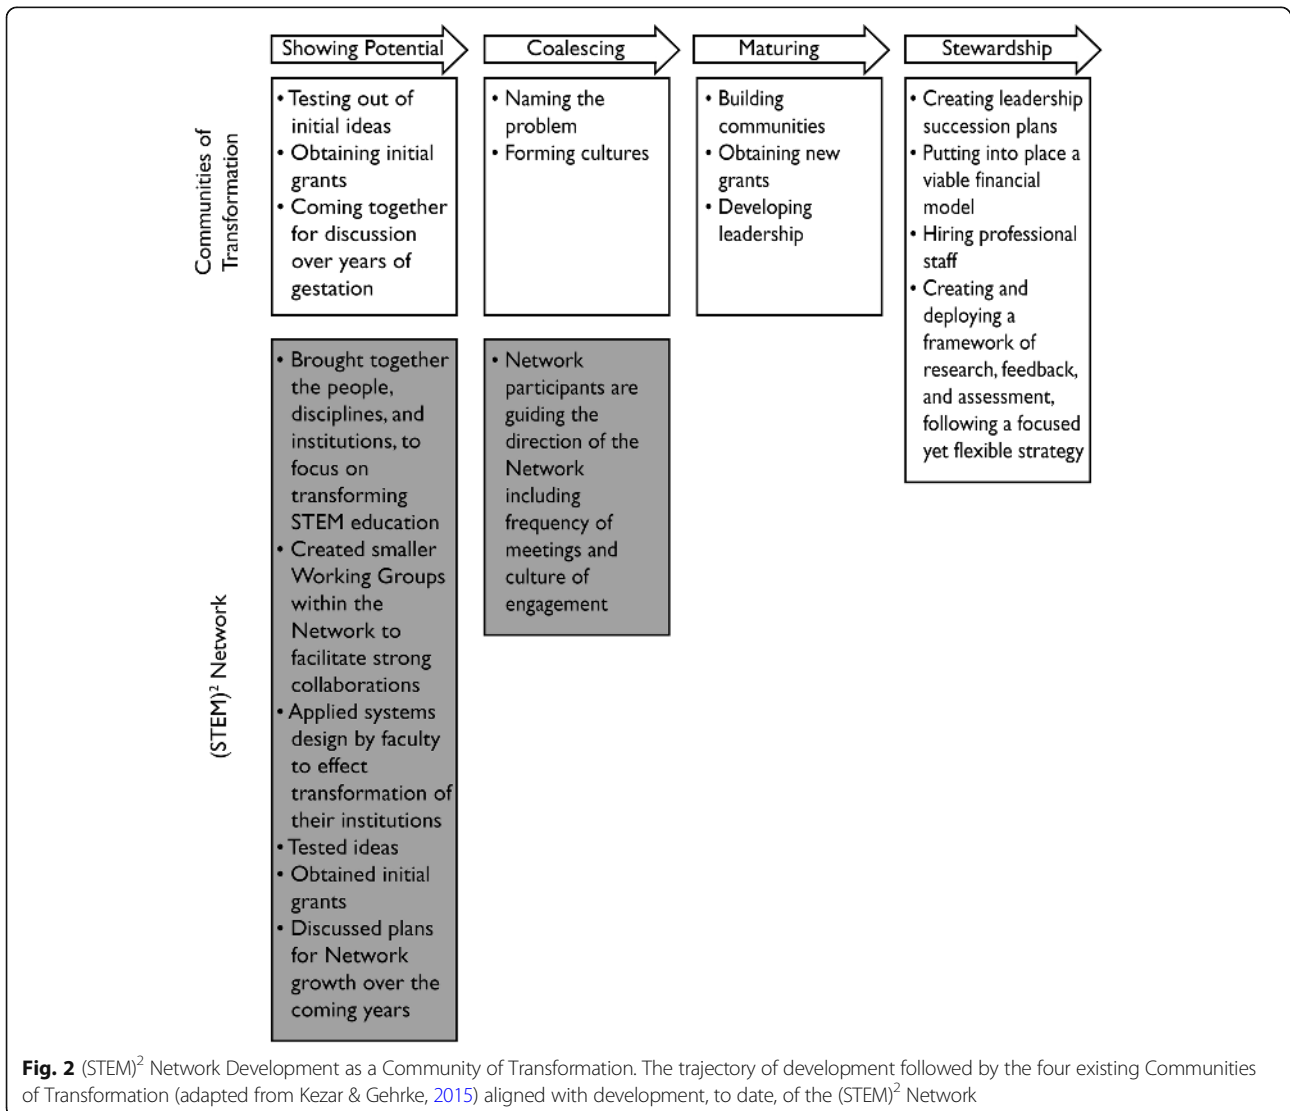 Showing Potential
Coalescing
Maturing
Stewardship
Communities of
Transformation
• Testing out of
initial ideas
• Obtaining initial
grants
• Coming together
for discussion
over years of
gestation
• Naming the
problem
• Forming cultures
• Building
communities
• Obtaining new
grants
• Developing
leadership
• Creating leadership
succession plans
• Putting into place a
viable financial
model
• Hiring professional
staff
• Creating and
deploying a
framework of
research, feedback,
and assessment,
following a focused
yet flexible strategy
(STEM)² Network
• Brought together
the people,
disciplines, and
institutions, to
focus on
transforming
STEM education
• Created smaller
Working Groups
within the
Network to
facilitate strong
collaborations
• Applied systems
design by faculty
to effect
transformation of
their institutions
• Tested ideas
• Obtained initial
grants
• Discussed plans
for Network
growth over the
coming years
• Network
participants are
guiding the
direction of the
Network
including
frequency of
meetings and
culture of
engagement
Fig. 2 (STEM)² Network Development as a Community of Transformation. The trajectory of development followed by the four existing Communities
of Transformation (adapted from Kezar & Gehrke, 2015) aligned with development, to date, of the (STEM)² Network